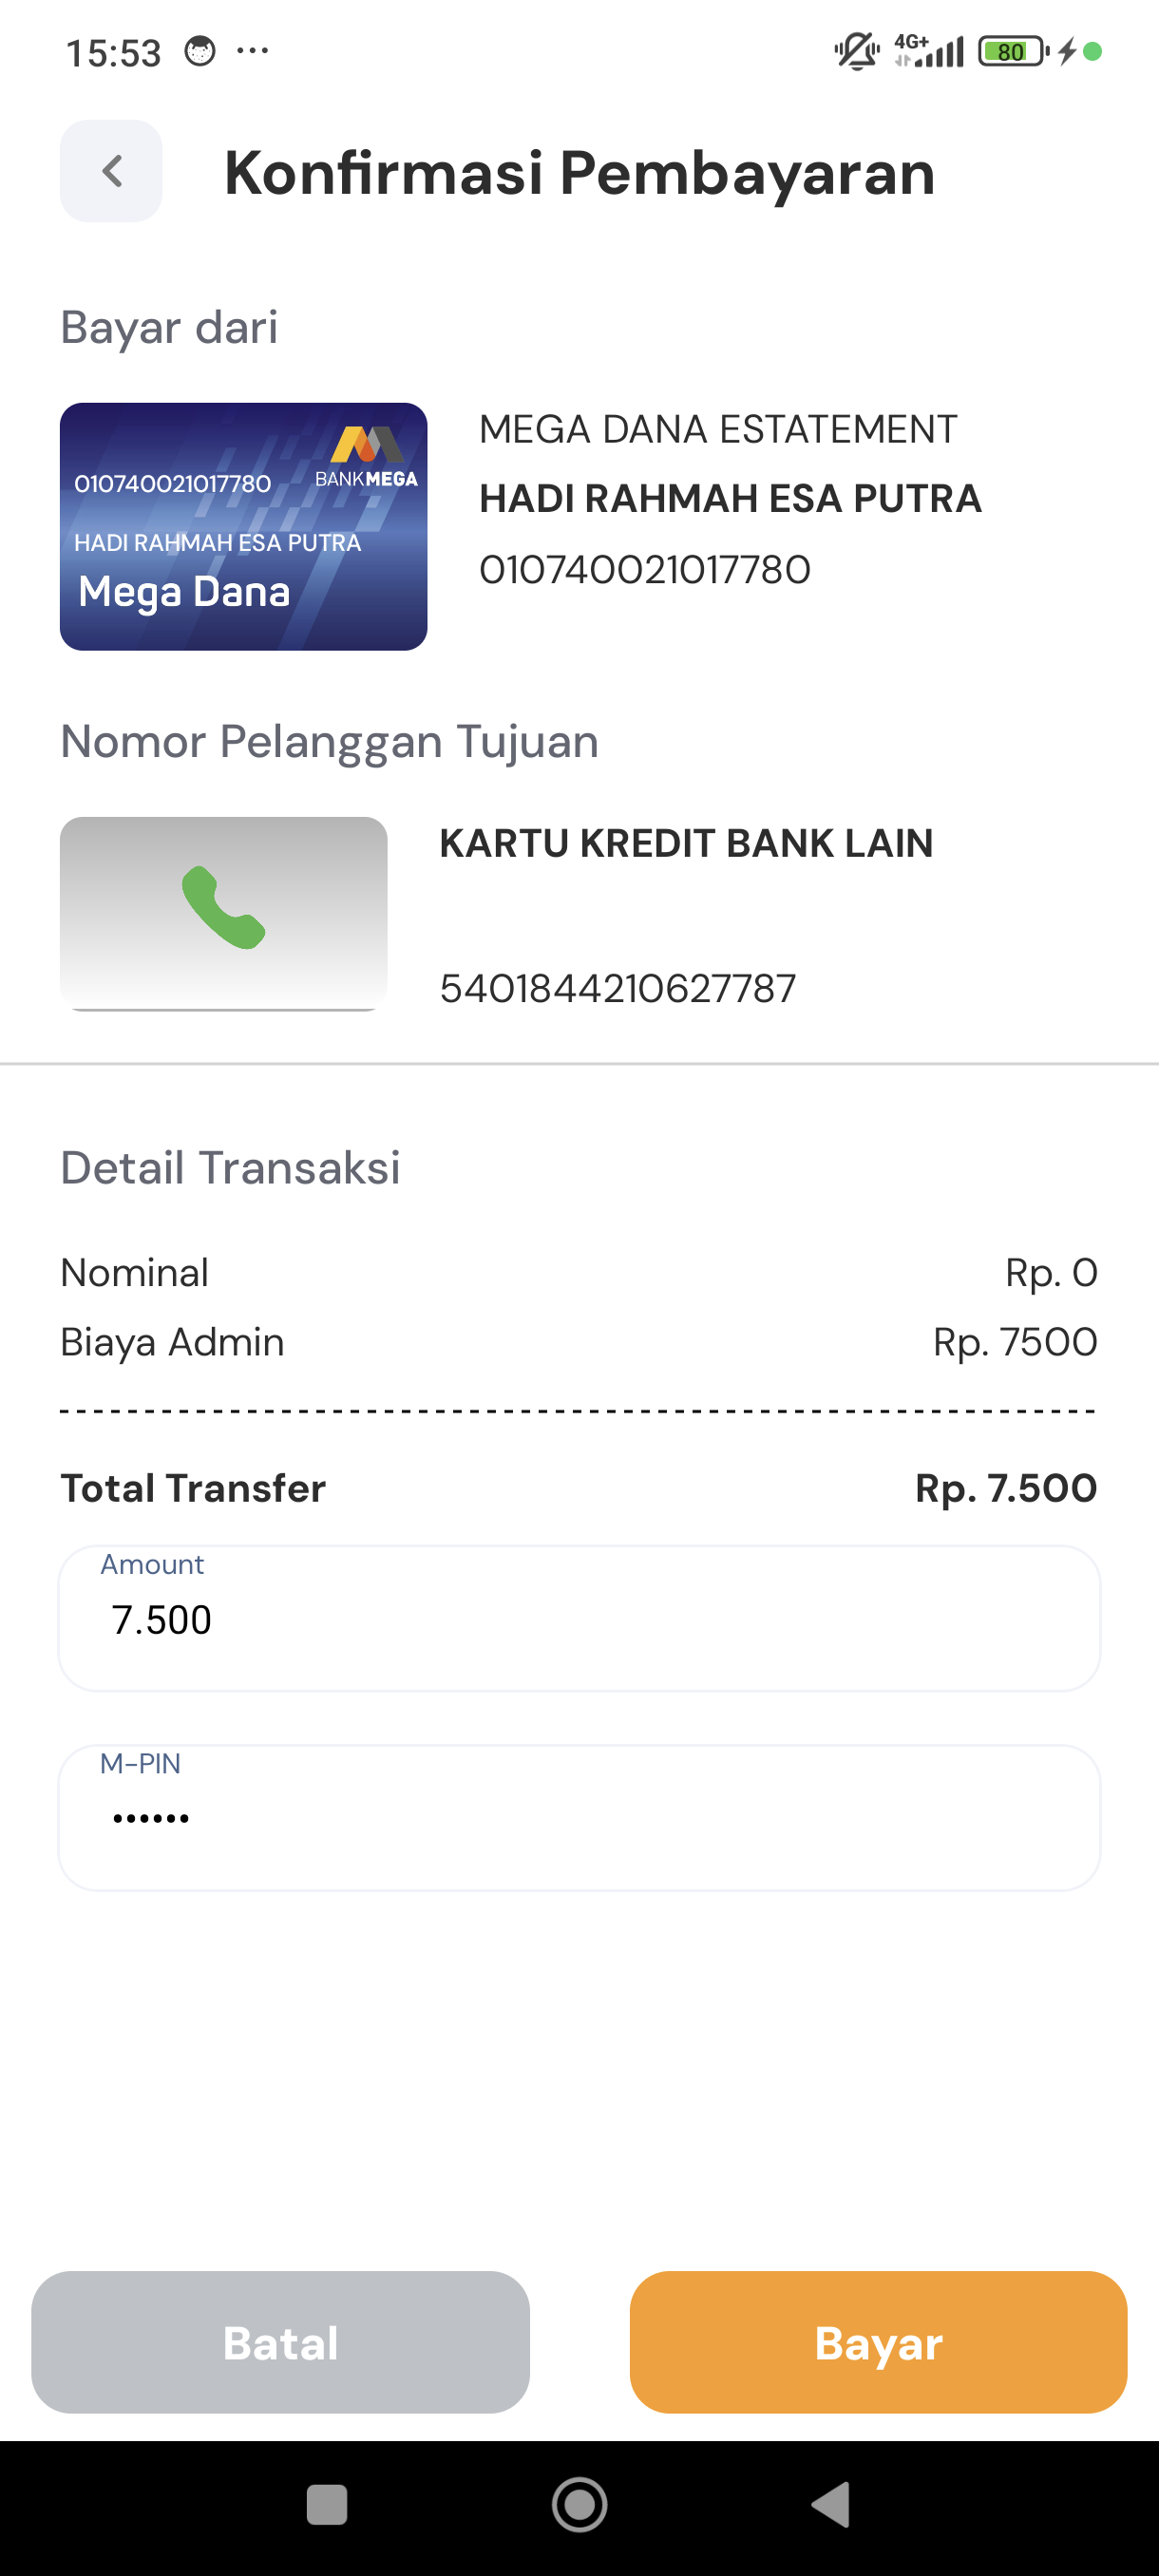 15:53
4G+
80
Konfirmasi Pembayaran
Bayar dari
BANK MEGA
010740021017780
HADI RAHMAH ESA PUTRA
Mega Dana
MEGA DANA ESTATEMENT
HADI RAHMAH ESA PUTRA
010740021017780
Nomor Pelanggan Tujuan
KARTU KREDIT BANK LAIN
5401844210627787
Detail Transaksi
Nominal Rp. 0
Biaya Admin Rp. 7500
Total Transfer Rp. 7.500
Amount
7.500
M-PIN
••••••
Batal Bayar